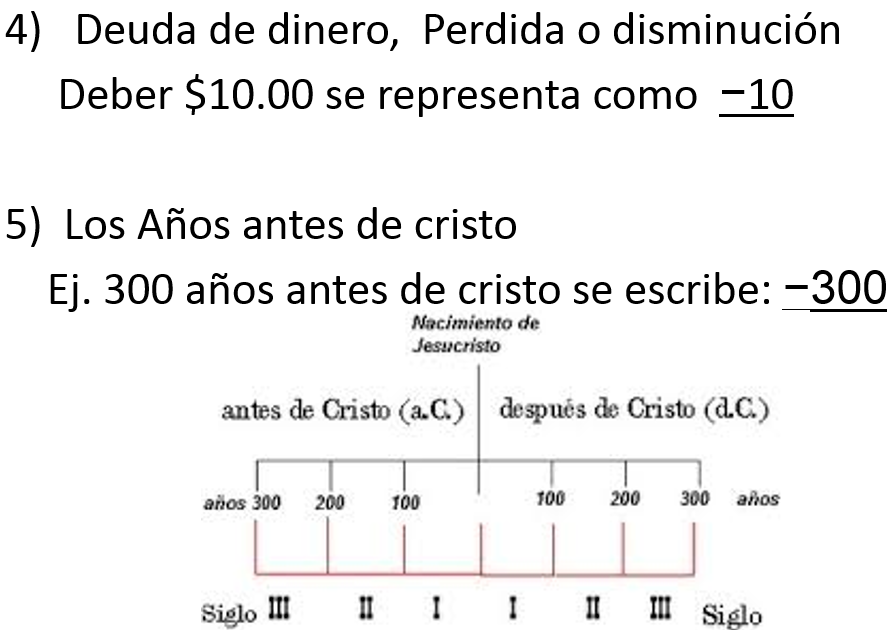 4) Deuda de dinero, Perdida o disminución
Deber $10.00 se representa como −10
5) Los Años antes de cristo
Ej. 300 años antes de cristo se escribe: −300
Nacimiento de
Jesucristo
antes de Cristo (a.C.) después de Cristo (d.C.)
años 300 200 100 100 200 300 años
Siglo III II I I II III Siglo